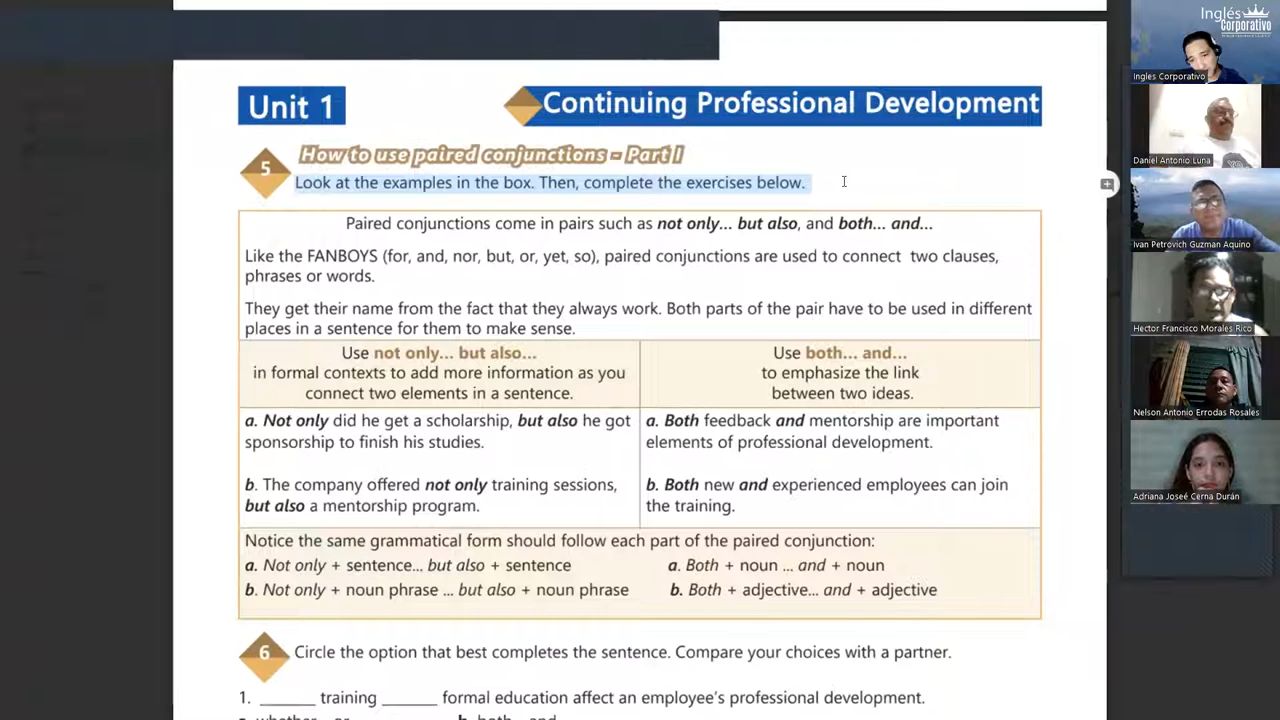 Unit 1
Continuing Professional Development
5
How to use paired conjunctions - Part I
Look at the examples in the box. Then, complete the exercises below.
Paired conjunctions come in pairs such as not only... but also, and both... and...
Like the FANBOYS (for, and, nor, but, or, yet, so), paired conjunctions are used to connect two clauses,
phrases or words.
They get their name from the fact that they always work. Both parts of the pair have to be used in different
places in a sentence for them to make sense.
Use not only... but also...
in formal contexts to add more information as you
connect two elements in a sentence.
Use both... and...
to emphasize the link
between two ideas.
a. Not only did he get a scholarship, but also he got
sponsorship to finish his studies.
b. The company offered not only training sessions,
but also a mentorship program.
a. Both feedback and mentorship are important
elements of professional development.
b. Both new and experienced employees can join
the training.
Notice the same grammatical form should follow each part of the paired conjunction:
a. Not only + sentence... but also + sentence
a. Both + noun ... and + noun
b. Not only + noun phrase ... but also + noun phrase
b. Both + adjective... and + adjective
6
Circle the option that best completes the sentence. Compare your choices with a partner.
1. ______ training ______ formal education affect an employee's professional development.
Inglés
Corporativo
Ingles Corporativo
Daniel Antonio Luna
Ivan Petrovich Guzman Aquino
Hector Francisco Morales Rico
Nelson Antonio Errodas Rosales
Adriana Joseé Cerna Durán